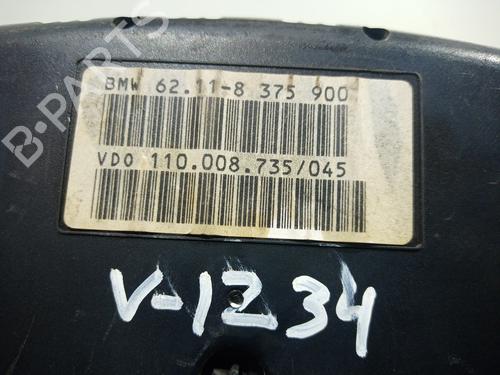 BMW 62.11-8 375 900
VDO 110.008.735/045
V-1234
B-PARTS